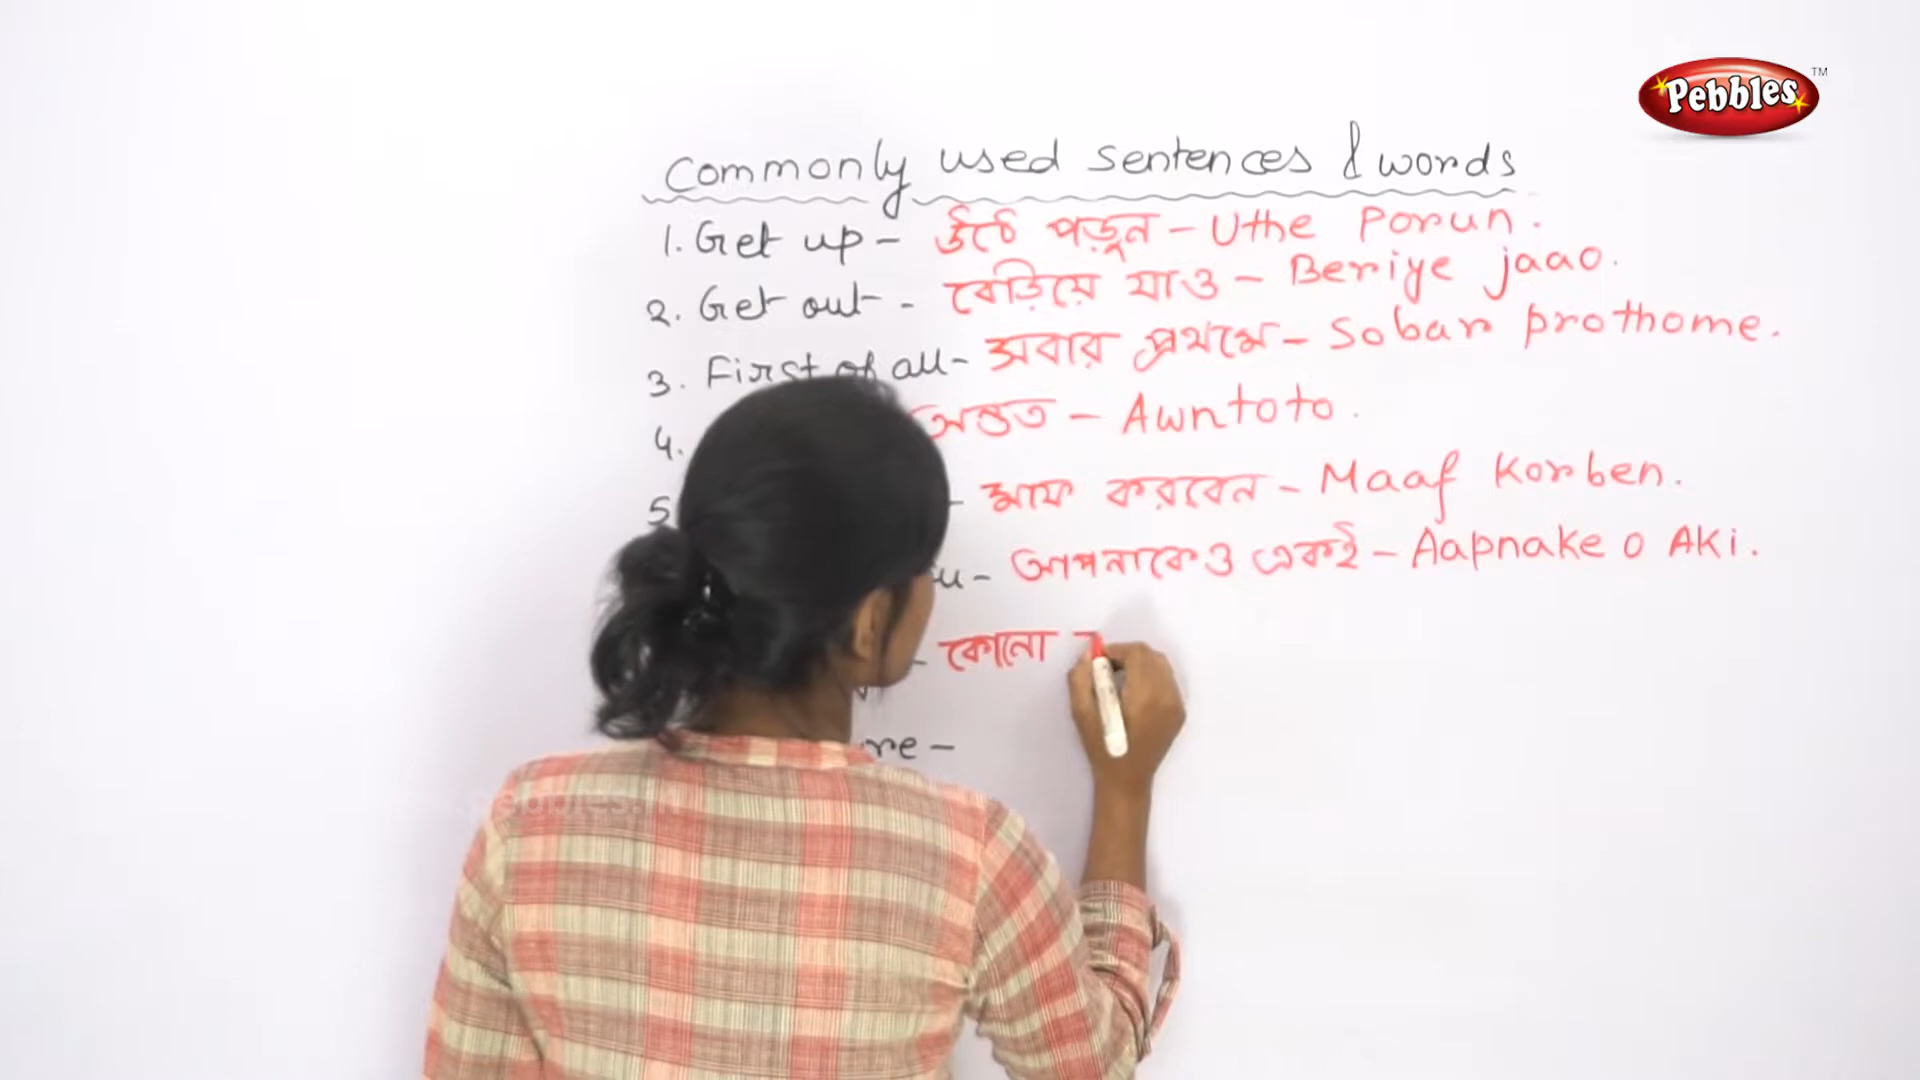 Pebbles TM
Commonly used sentences & words
1. Get up - উঠে পড়ুন - Uthe Porun.
2. Get out - বেড়িয়ে যাও - Beriye jaao.
3. First of all - সবার প্রথমে - Sobar prothome.
4. অন্তত - Awntoto.
5 - মাফ করবেন - Maaf Korben.
- আপনাকেও একই - Aapnake o AKi.
- কোনো
-